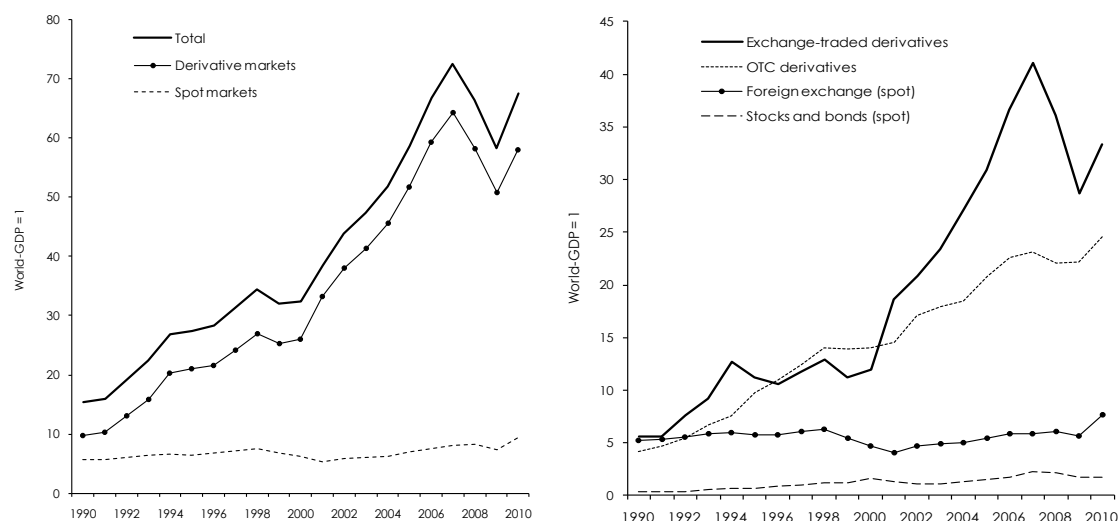 80
70
60
50
40
30
20
10
0
World-GDP = 1
Total
Derivative markets
Spot markets
1990 1992 1994 1996 1998 2000 2002 2004 2006 2008 2010
45
40
35
30
25
20
15
10
5
0
World-GDP = 1
Exchange-traded derivatives
OTC derivatives
Foreign exchange (spot)
Stocks and bonds (spot)
1990 1992 1994 1996 1998 2000 2002 2004 2006 2008 2010